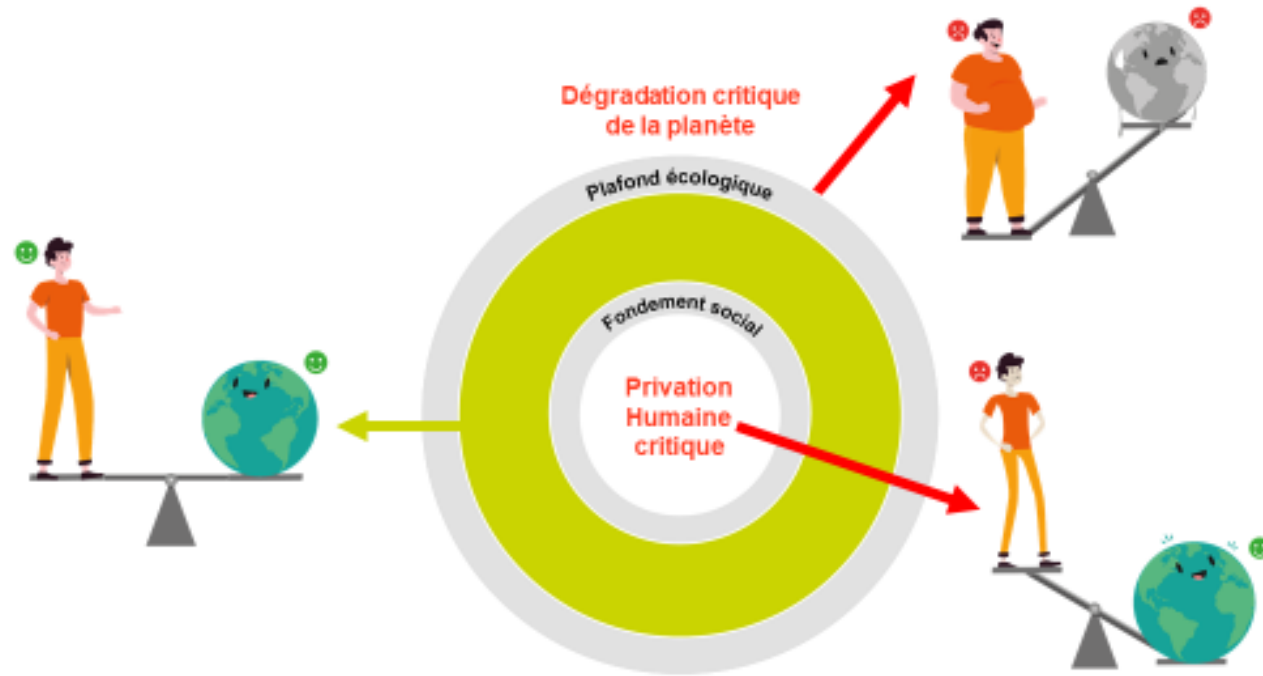 Dégradation critique
de la planète
Plafond écologique
Fondement social
Privation
Humaine
critique